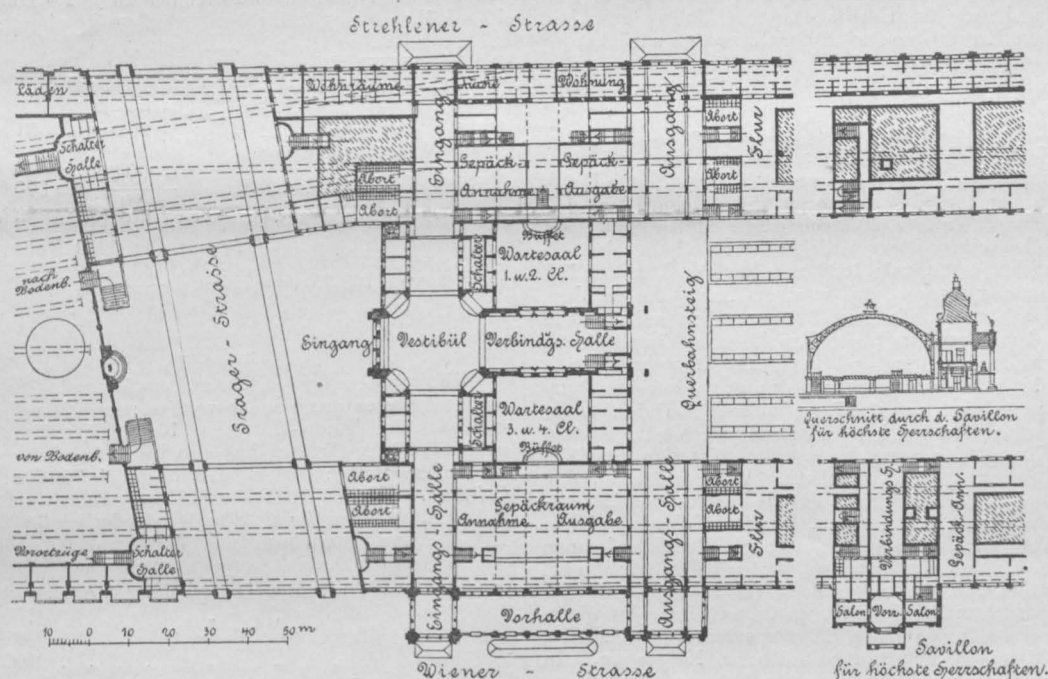 Strehlener - Strasse
Läden
Schalter
Halle
Wohnräume
Küche
Wohnung
Eingang
Ausgang
Gepäck-
Annahme
Gepäck-
Ausgabe
Abort
Abort
Abort
Abort
Flur
nach
Bodenb.
Prager - Strasse
Schalter
Büffet
Wartesaal
1. u. 2. Cl.
Eingang
Vestibül
Verbindgs. Halle
Querbahnsteig
Schalter
Wartesaal
3. u. 4. Cl.
Büffet
Querschnitt durch d. Pavillon
für höchste Herrschaften.
von Bodenb.
Vorortzüge
Schalter
Halle
Abort
Abort
Eingangs - Halle
Gepäckraum
Annahme Ausgabe
Ausgangs - Halle
Abort
Abort
Flur
Verbindungs H.
Gepäck-Ann.
Salon
Vorr.
Salon
10 0 10 20 30 40 50 m
Vorhalle
Wiener - Strasse
Pavillon
für höchste Herrschaften.